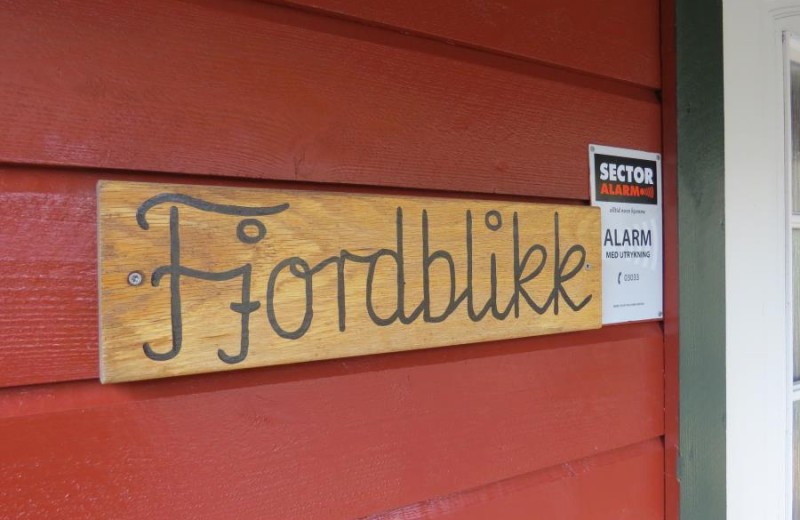 Fjordblikk
SECTOR
ALARM
ALARM
MED UTRYKNING